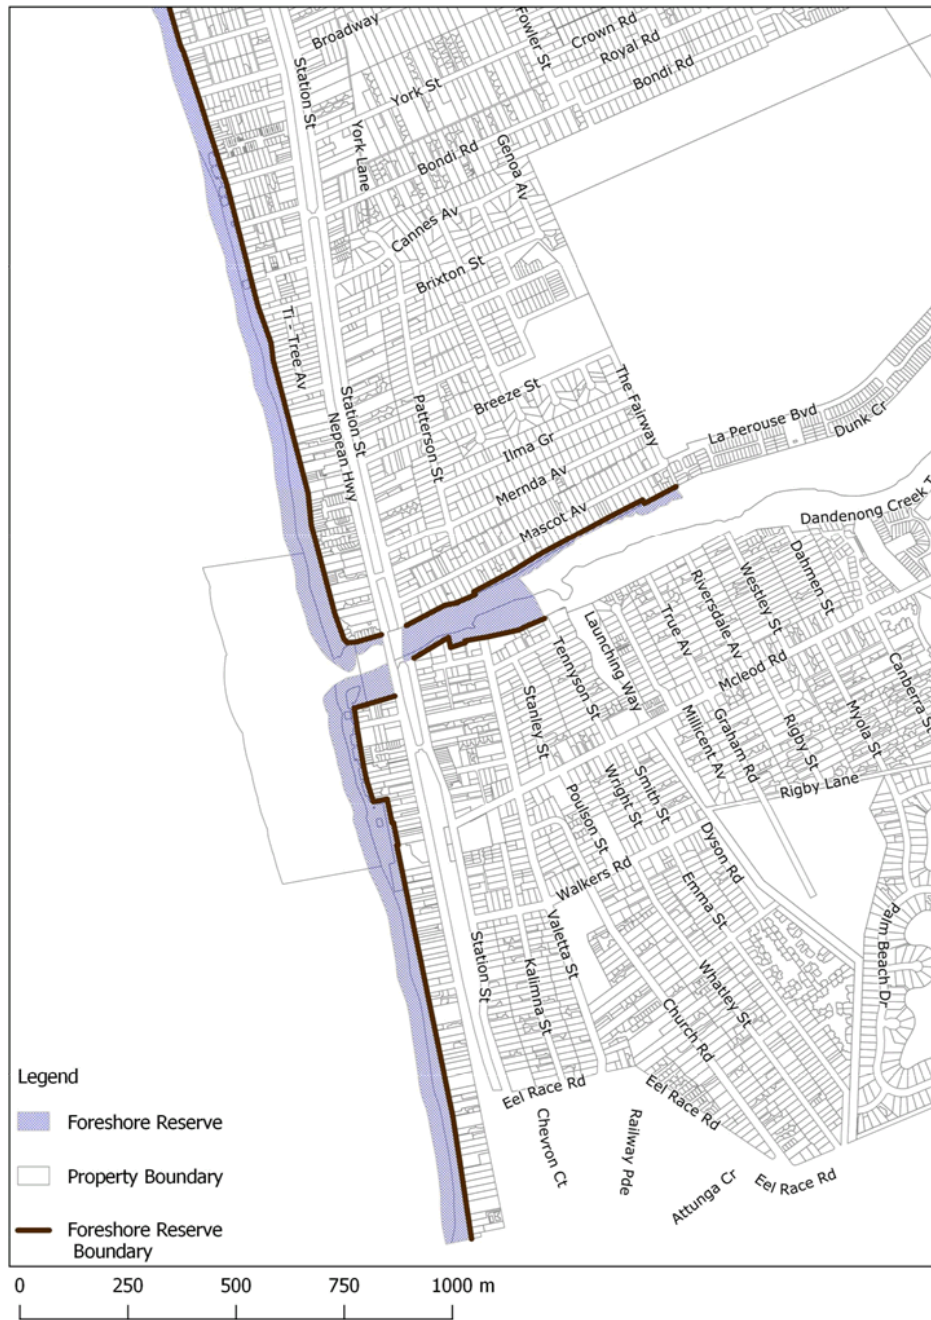 Broadway
Fowler St
Crown Rd
Royal Rd
Bondi Rd
Station St
York St
York Lane
Bondi Rd
Genoa Av
Cannes Av
Brixton St
Ti - Tree Av
Nepean Hwy
Station St
Patterson St
Breeze St
The Fairway
Ilma Gr
La Perouse Bvd
Dunk Cr
Mernda Av
Mascot Av
Dandenong Creek T
Dahmen St
Westley St
Riversdale Av
True Av
Launching Way
Tennyson St
Mcleod Rd
Canberra St
Stanley St
Millicent Av
Graham Rd
Rigby St
Myola St
Rigby Lane
Smith St
Wright St
Poulson St
Dyson Rd
Walkers Rd
Emma St
Palm Beach Dr
Valetta St
Station St
Kalimna St
Whatley St
Church Rd
Eel Race Rd
Eel Race Rd
Chevron Ct
Railway Pde
Attunga Cr
Eel Race Rd
Legend
Foreshore Reserve
Property Boundary
Foreshore Reserve
Boundary
0 250 500 750 1000 m